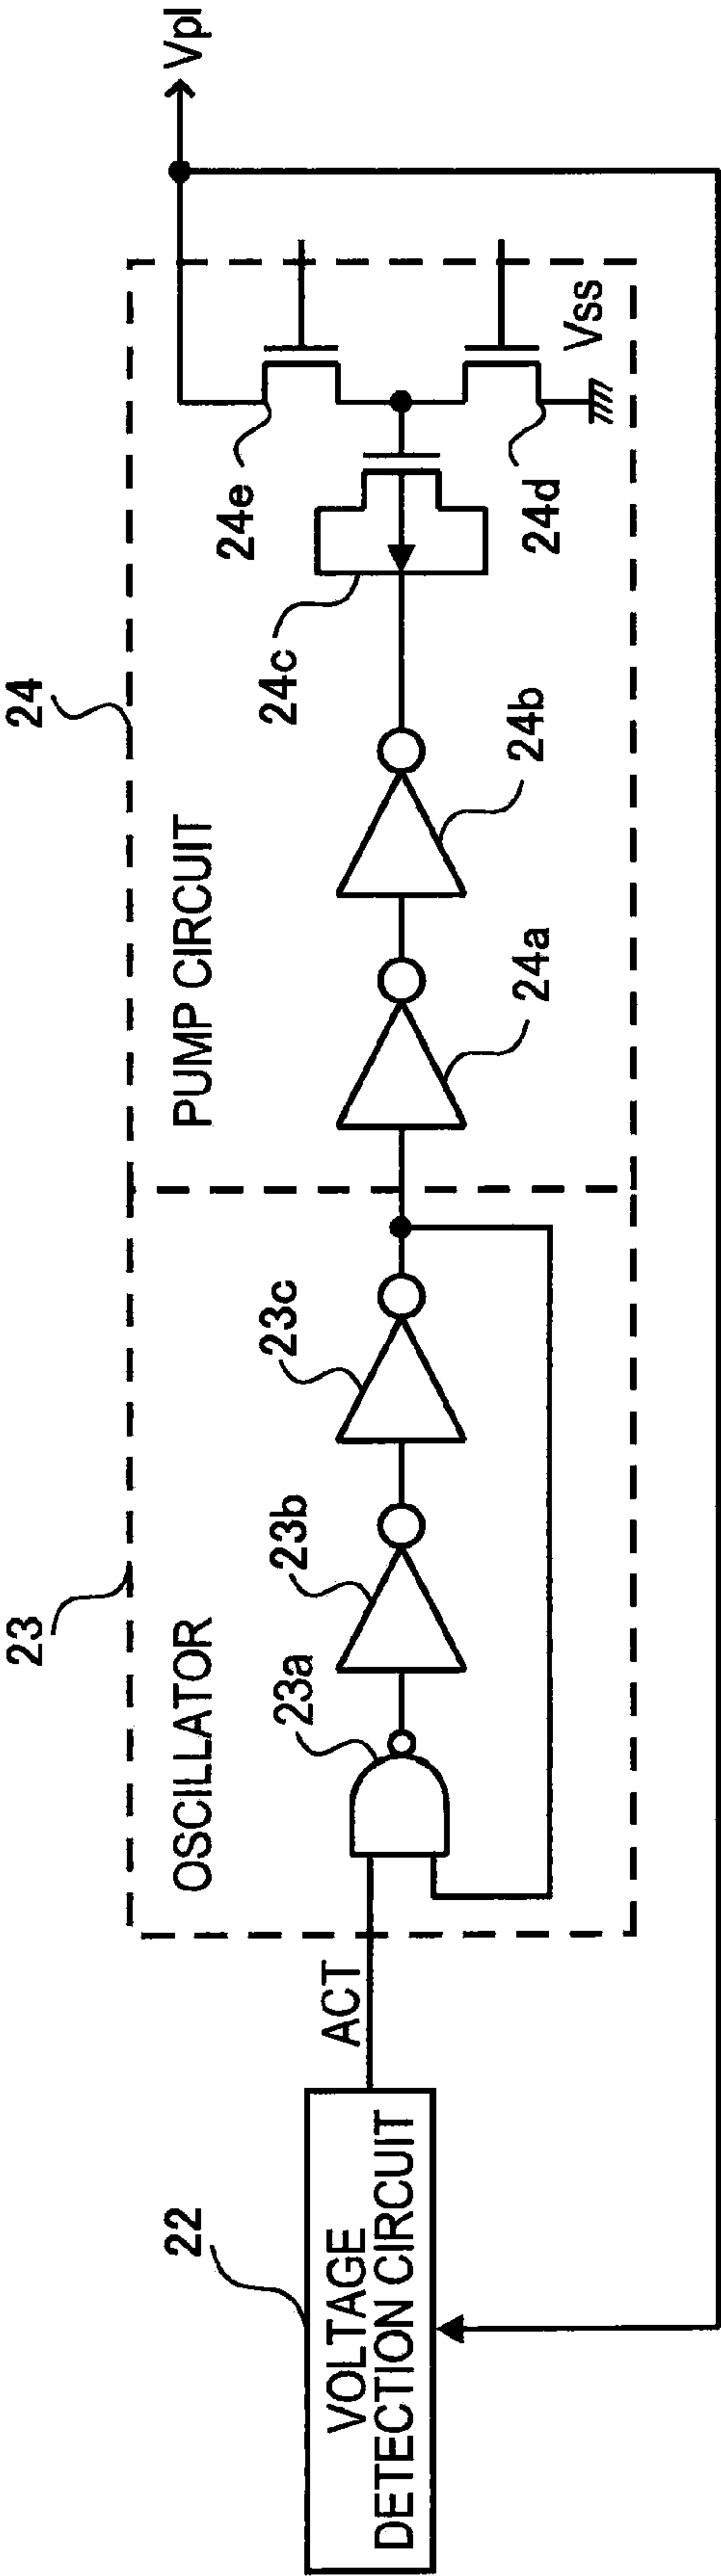 23
24
OSCILLATOR
PUMP CIRCUIT
22
VOLTAGE
DETECTION CIRCUIT
ACT
23a
23b
23c
24a
24b
24c
24e
24d
Vss
Vpl